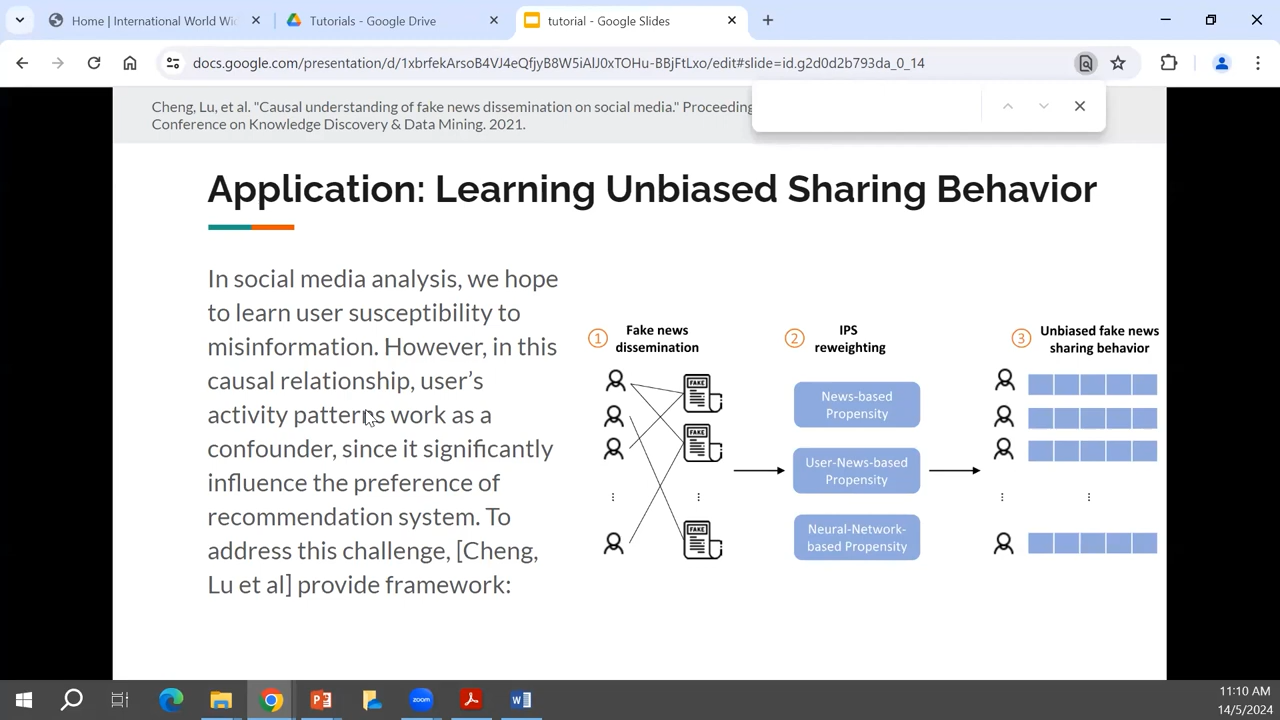 Home | International World Wid
Tutorials - Google Drive
tutorial - Google Slides
docs.google.com/presentation/d/1xbrfekArsoB4VJ4eQfjyB8W5iAlJ0xTOHu-BBjFtLxo/edit#slide=id.g2d0d2b793da_0_14
Cheng, Lu, et al. "Causal understanding of fake news dissemination on social media." Proceeding
Conference on Knowledge Discovery & Data Mining. 2021.
Application: Learning Unbiased Sharing Behavior
In social media analysis, we hope
to learn user susceptibility to
misinformation. However, in this
causal relationship, user's
activity patterns work as a
confounder, since it significantly
influence the preference of
recommendation system. To
address this challenge, [Cheng,
Lu et al] provide framework:
1 Fake news
dissemination
FAKE
FAKE
FAKE
2 IPS
reweighting
News-based
Propensity
User-News-based
Propensity
Neural-Network-
based Propensity
3 Unbiased fake news
sharing behavior
zoom
11:10 AM
14/5/2024